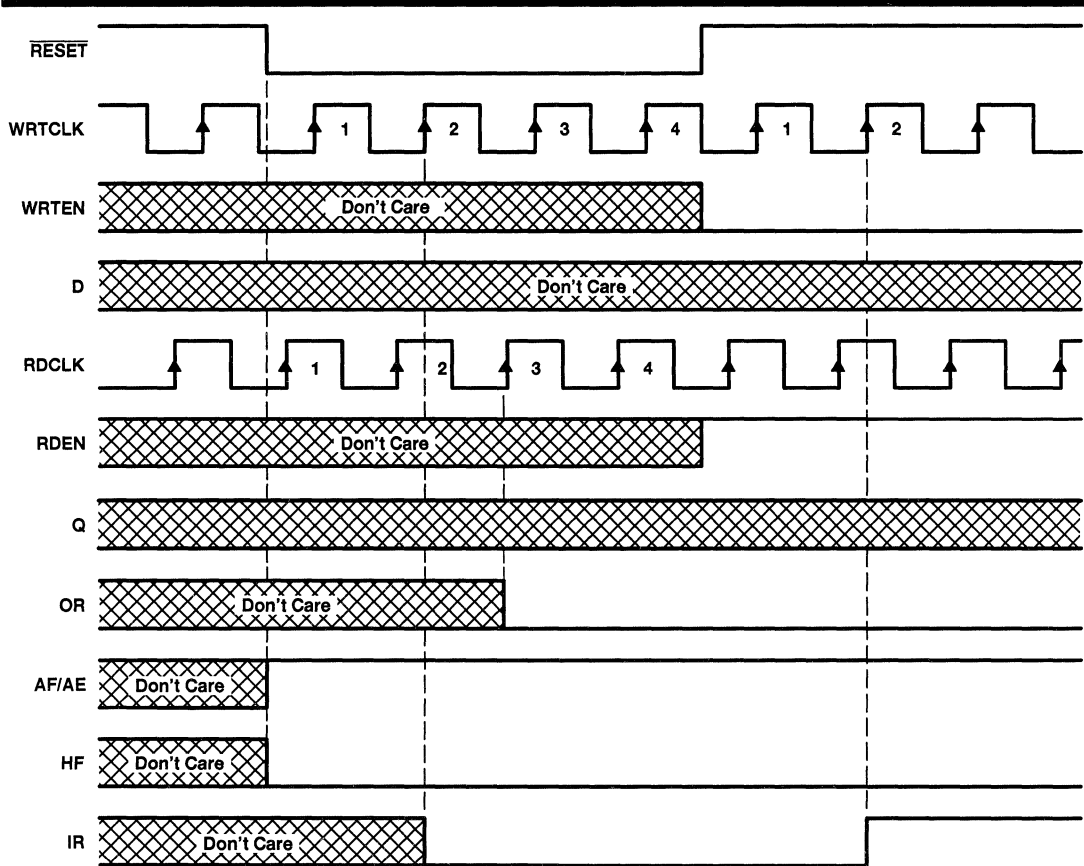 RESET
WRTCLK 1 2 3 4 1 2
WRTEN Don't Care
D Don't Care
RDCLK 1 2 3 4
RDEN Don't Care
Q
OR Don't Care
AF/AE Don't Care
HF Don't Care
IR Don't Care